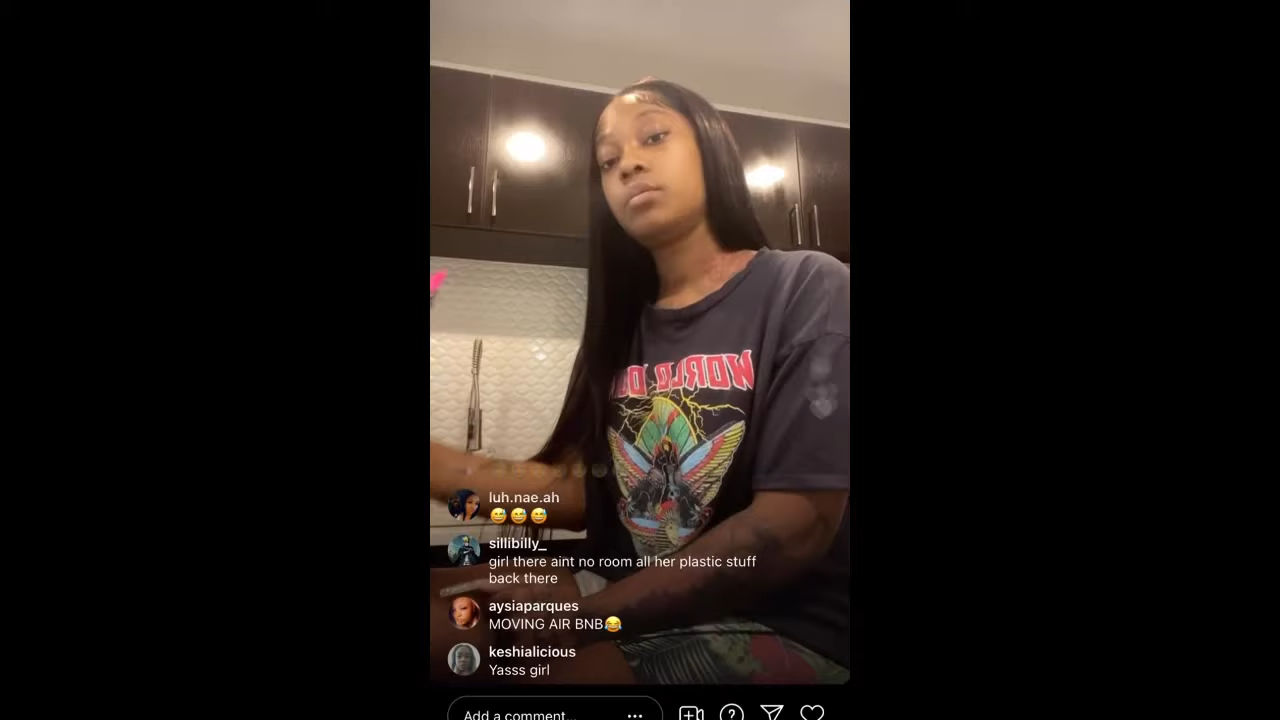 WORLD TO
luh.nae.ah
😅😅😅
sillibilly_
girl there aint no room all her plastic stuff
back there
aysiaparques
MOVING AIR BNB😂
keshialicious
Yasss girl
Add a comment...